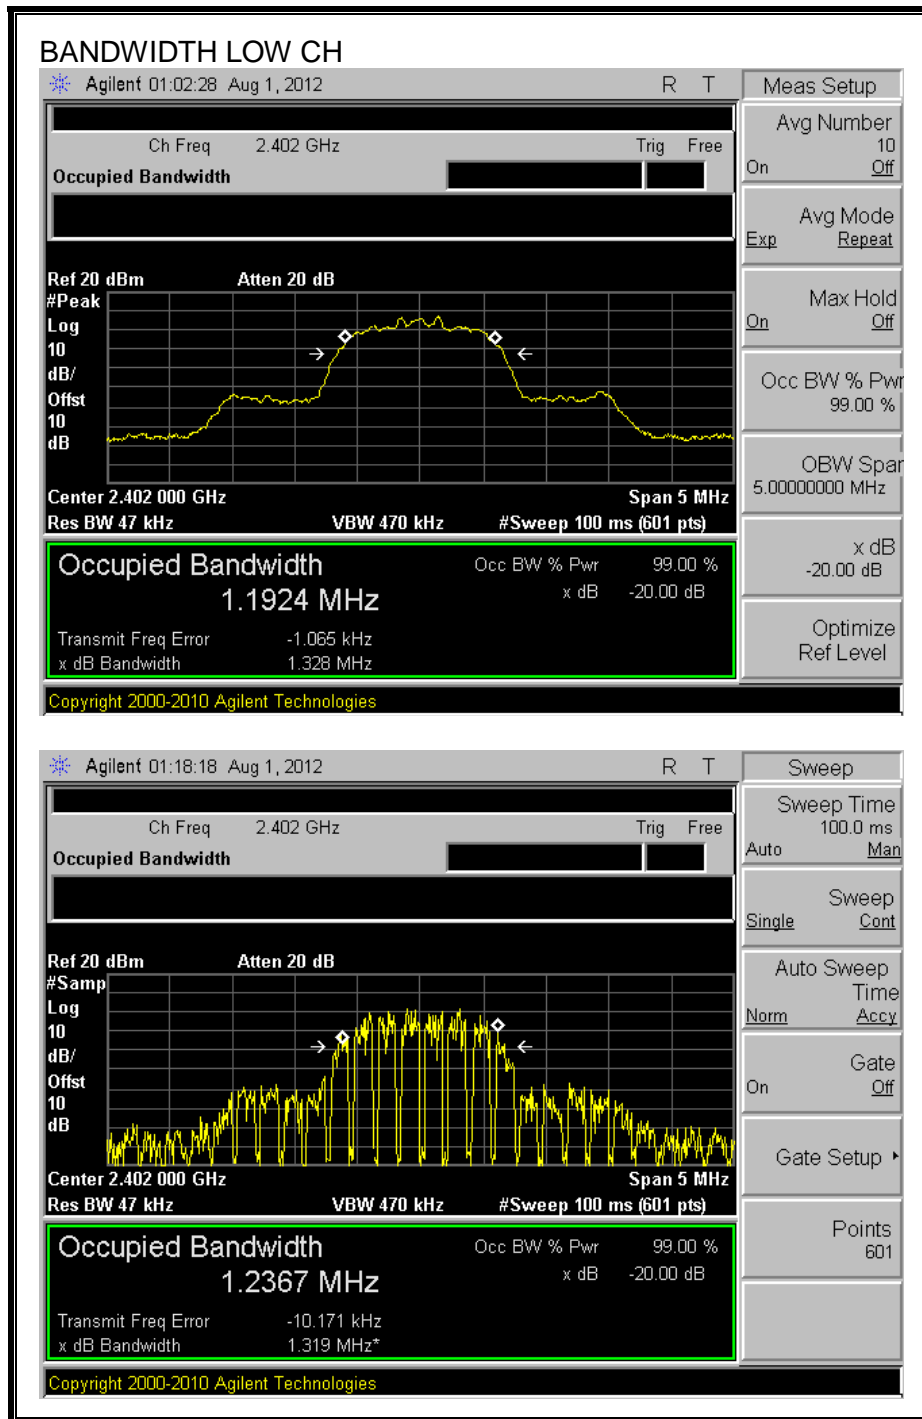 BANDWIDTH LOW CH
Agilent 01:02:28 Aug 1, 2012 R T Meas Setup
Avg Number
10
On Off
Ch Freq 2.402 GHz Trig Free
Occupied Bandwidth
Avg Mode
Exp Repeat
Ref 20 dBm Atten 20 dB
#Peak
Log
10
dB/
Offst
10
dB
Max Hold
On Off
Occ BW % Pwr
99.00 %
OBW Span
5.00000000 MHz
Center 2.402 000 GHz Span 5 MHz
Res BW 47 kHz VBW 470 kHz #Sweep 100 ms (601 pts)
Occupied Bandwidth Occ BW % Pwr 99.00 %
1.1924 MHz x dB -20.00 dB
Transmit Freq Error -1.065 kHz
x dB Bandwidth 1.328 MHz
x dB
-20.00 dB
Optimize
Ref Level
Copyright 2000-2010 Agilent Technologies
Agilent 01:18:18 Aug 1, 2012 R T Sweep
Sweep Time
100.0 ms
Auto Man
Ch Freq 2.402 GHz Trig Free
Occupied Bandwidth
Sweep
Single Cont
Ref 20 dBm Atten 20 dB
#Samp
Log
10
dB/
Offst
10
dB
Auto Sweep
Time
Norm Accy
Gate
On Off
Gate Setup
Center 2.402 000 GHz Span 5 MHz
Res BW 47 kHz VBW 470 kHz #Sweep 100 ms (601 pts)
Occupied Bandwidth Occ BW % Pwr 99.00 %
1.2367 MHz x dB -20.00 dB
Transmit Freq Error -10.171 kHz
x dB Bandwidth 1.319 MHz*
Points
601
Copyright 2000-2010 Agilent Technologies